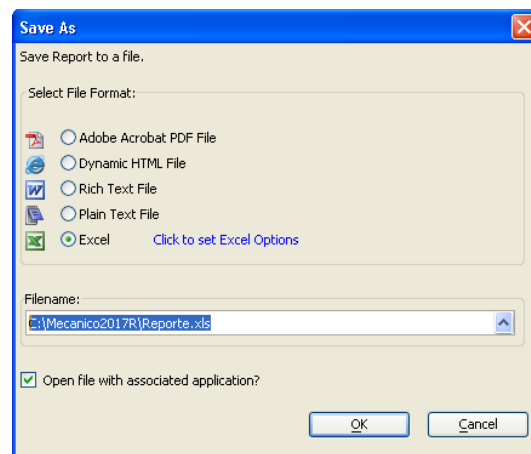 Save As
Save Report to a file.
Select File Format:
Adobe Acrobat PDF File
Dynamic HTML File
Rich Text File
Plain Text File
Excel Click to set Excel Options
Filename:
C:\Mecanico2017R\Reporte.xls
Open file with associated application?
OK Cancel